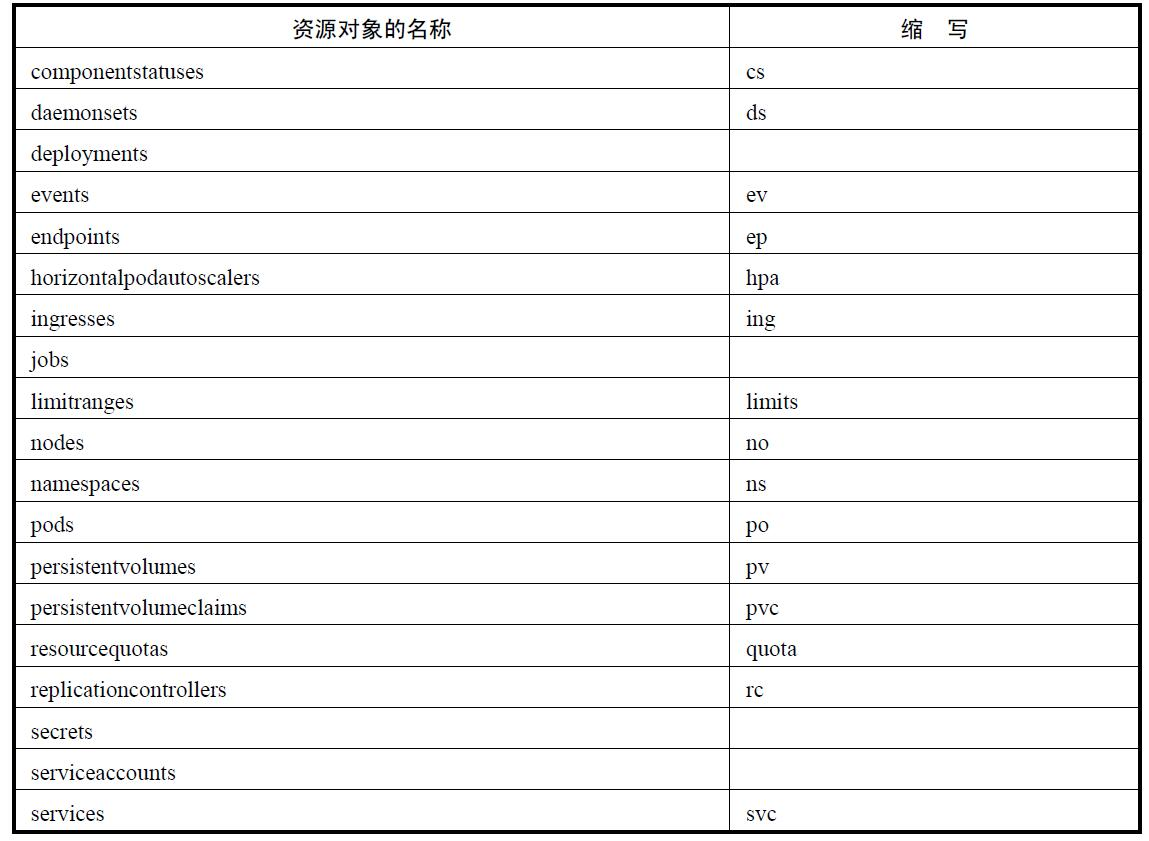 资源对象的名称 缩 写
componentstatuses cs
daemonsets ds
deployments
events ev
endpoints ep
horizontalpodautoscalers hpa
ingresses ing
jobs
limitranges limits
nodes no
namespaces ns
pods po
persistentvolumes pv
persistentvolumeclaims pvc
resourcequotas quota
replicationcontrollers rc
secrets
serviceaccounts
services svc